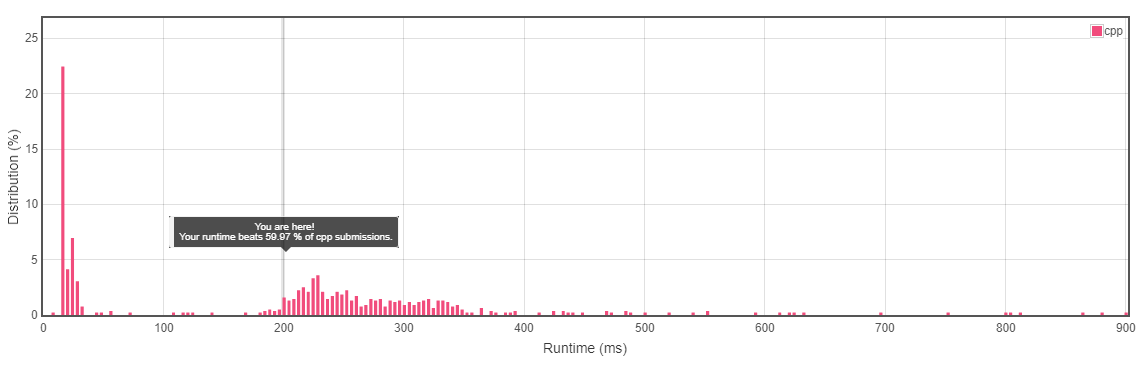 cpp
25
20
15
10
5
0
Distribution (%)
You are here!
Your runtime beats 59.97 % of cpp submissions.
0 100 200 300 400 500 600 700 800 900
Runtime (ms)